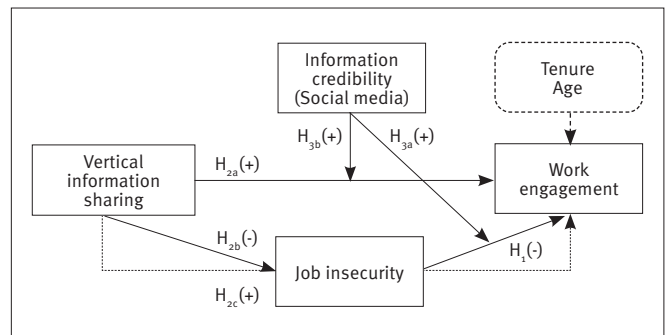 Information
credibility
(Social media)
Tenure
Age
H3b(+)
H3a(+)
Vertical
information
sharing
H2a(+)
Work
engagement
H2b(-)
Job insecurity
H1(-)
H2c(+)